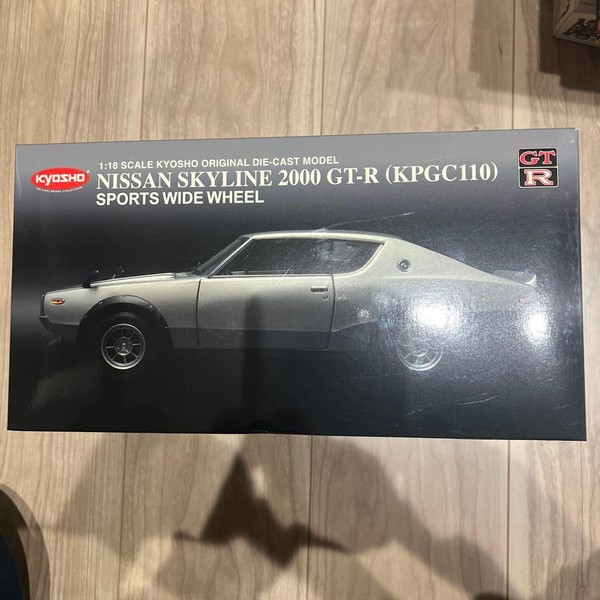 1:18 SCALE KYOSHO ORIGINAL DIE-CAST MODEL
KYOSHO
NISSAN SKYLINE 2000 GT-R (KPGC110)
SPORTS WIDE WHEEL
GT
R